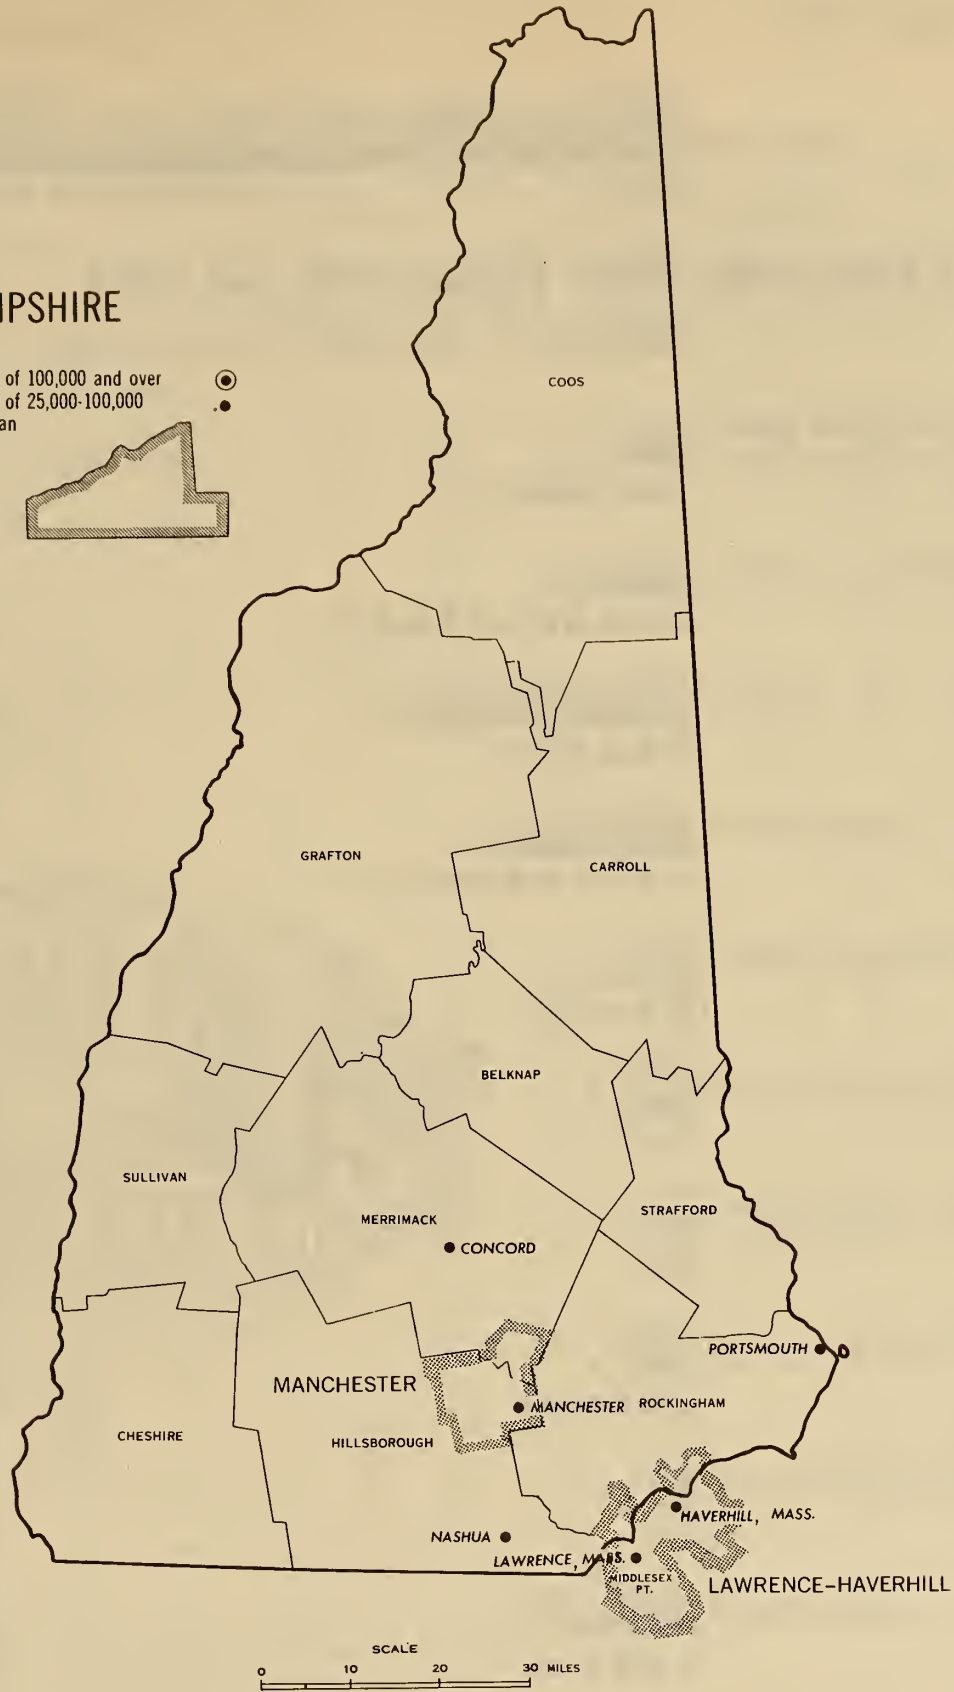 IPSHIRE
of 100,000 and over
of 25,000-100,000
an
COOS
GRAFTON
CARROLL
BELKNAP
SULLIVAN
MERRIMACK
STRAFFORD
CONCORD
PORTSMOUTH
MANCHESTER
MANCHESTER
ROCKINGHAM
CHESHIRE
HILLSBOROUGH
HAVERHILL, MASS.
NASHUA
LAWRENCE, MASS.
MIDDLESEX
PT.
LAWRENCE-HAVERHILL
SCALE
0 10 20 30 MILES